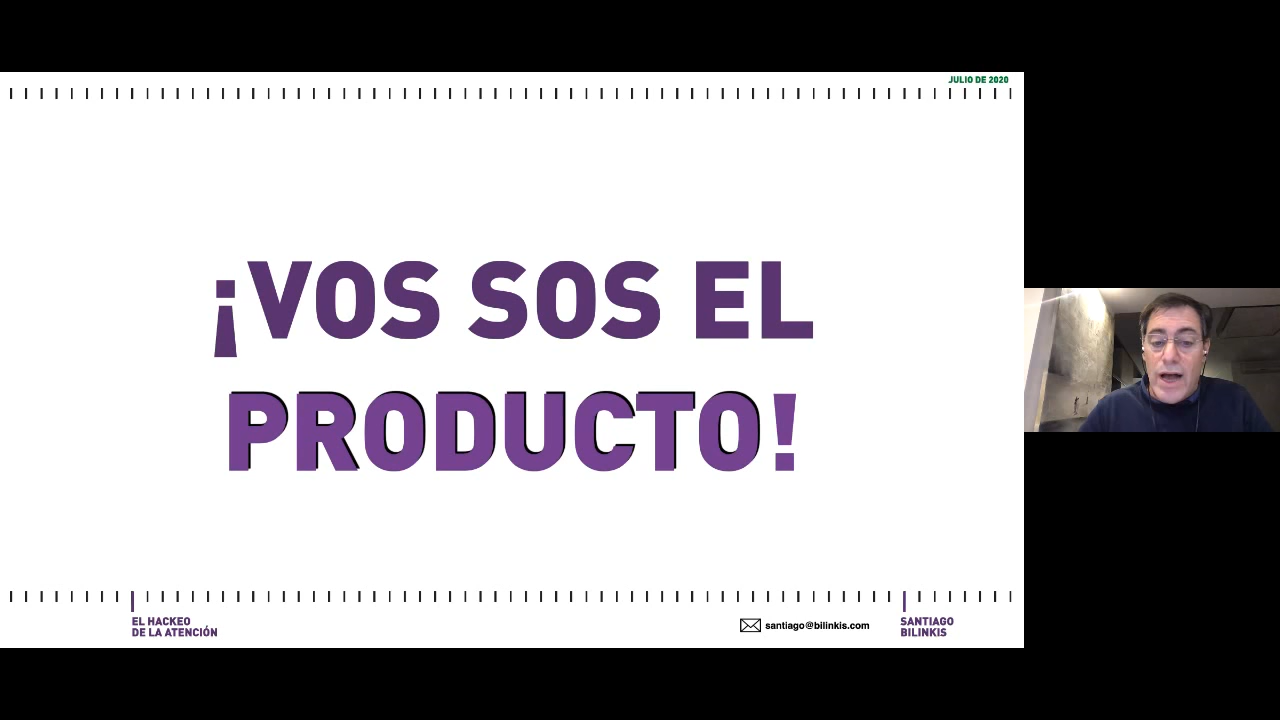 JULIO DE 2020
¡VOS SOS EL
PRODUCTO!
EL HACKEO
DE LA ATENCIÓN
santiago@bilinkis.com
SANTIAGO
BILINKIS